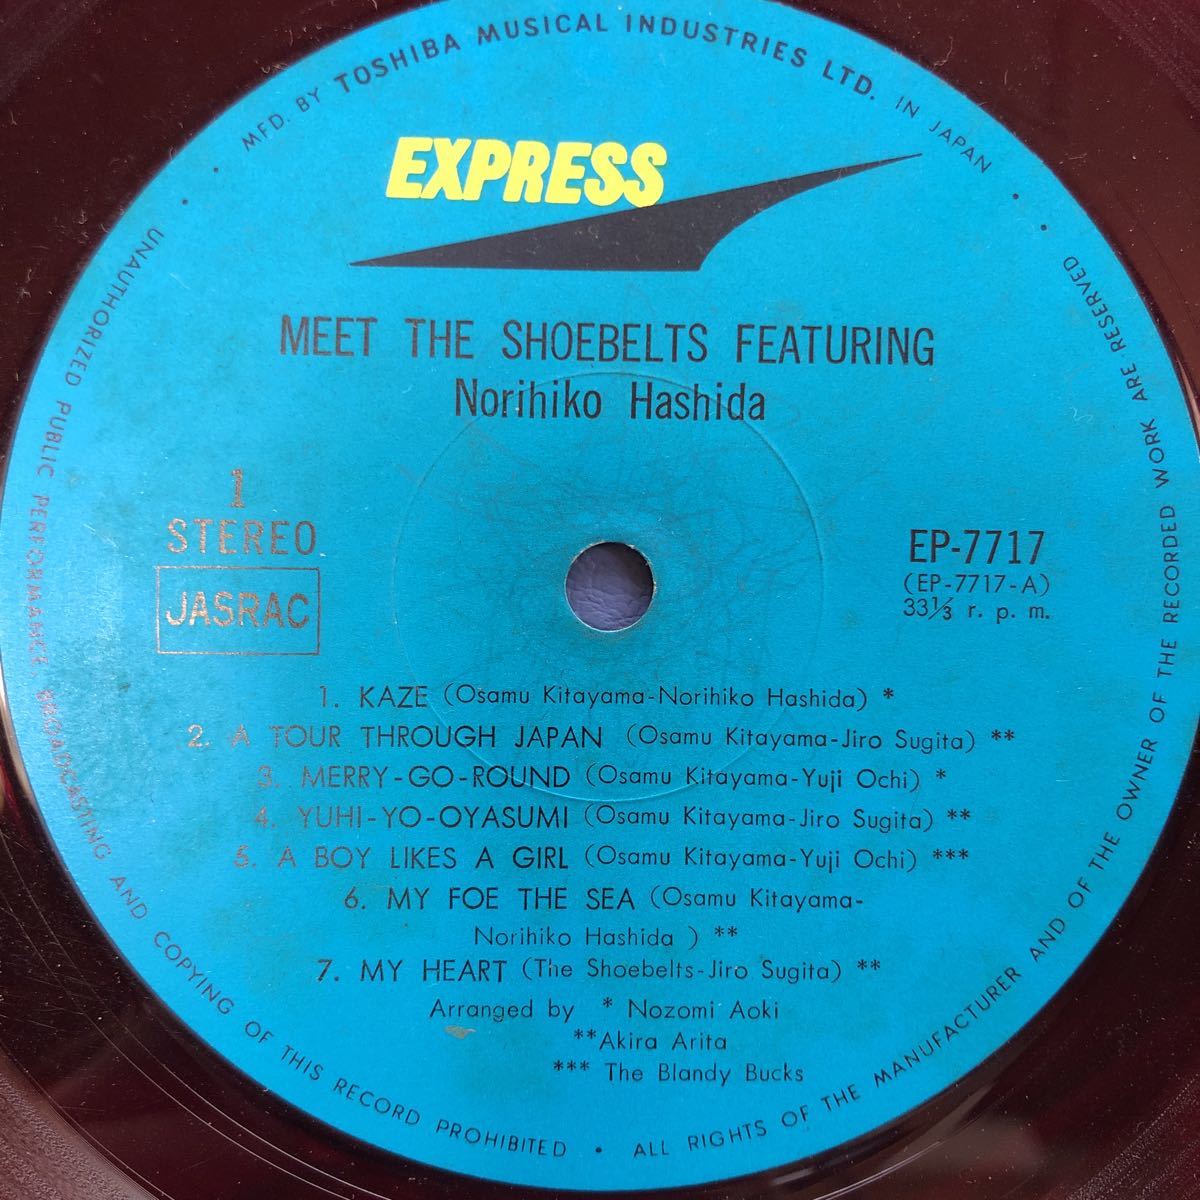 MFD. BY TOSHIBA MUSICAL INDUSTRIES LTD. IN JAPAN
EXPRESS
MEET THE SHOEBELTS FEATURING
Norihiko Hashida
1
STEREO
JASRAC
EP-7717
(EP-7717-A)
33⅓ r. p. m.
1. KAZE (Osamu Kitayama-Norihiko Hashida) *
2. A TOUR THROUGH JAPAN (Osamu Kitayama-Jiro Sugita) **
3. MERRY-GO-ROUND (Osamu Kitayama-Yuji Ochi) *
4. YUHI-YO-OYASUMI (Osamu Kitayama-Jiro Sugita) **
5. A BOY LIKES A GIRL (Osamu Kitayama-Yuji Ochi) ***
6. MY FOE THE SEA (Osamu Kitayama-
Norihiko Hashida ) **
7. MY HEART (The Shoebelts-Jiro Sugita) **
Arranged by * Nozomi Aoki
**Akira Arita
*** The Blandy Bucks
• UNAUTHORIZED PUBLIC PERFORMANCE, BROADCASTING AND COPYING OF THIS RECORD PROHIBITED • ALL RIGHTS OF THE MANUFACTURER AND OF THE OWNER OF THE RECORDED WORK ARE RESERVED •